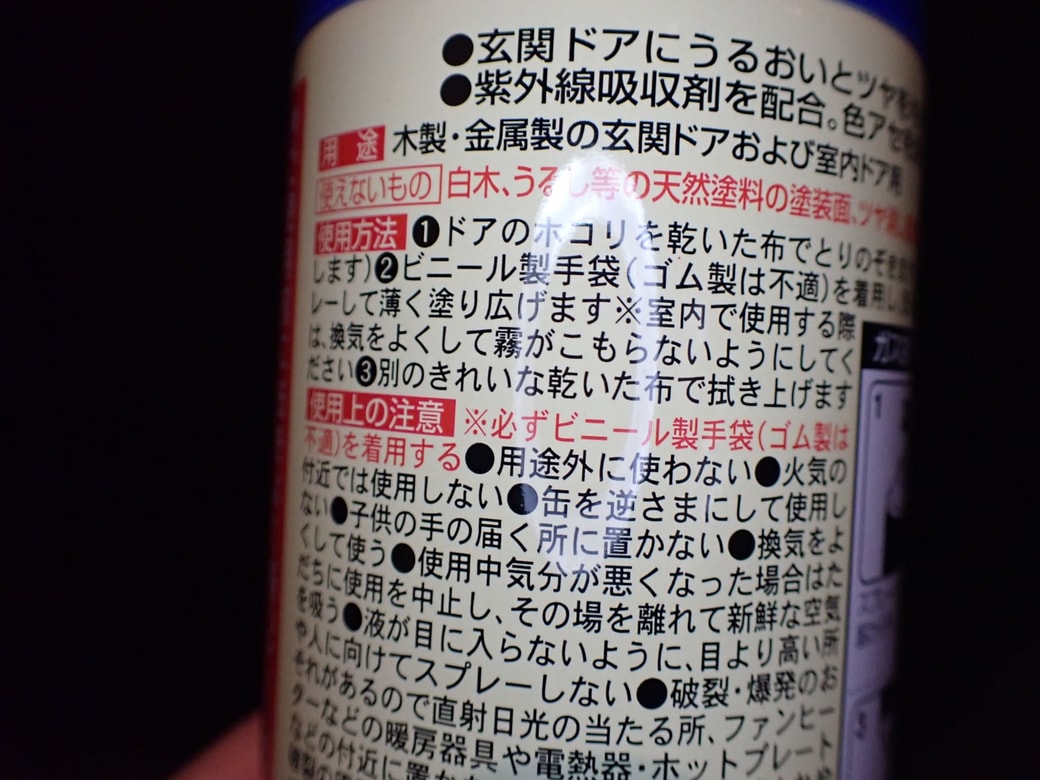 ●玄関ドアにうるおいとツヤを
●紫外線吸収剤を配合。色アセ
用途 木製・金属製の玄関ドアおよび室内ドア用
使えないもの 白木、うるし等の天然塗料の塗装面、ツヤ
使用方法 ❶ドアのホコリを乾いた布でとりのぞき
します)❷ビニール製手袋(ゴム製は不適)を着用し、
レーして薄く塗り広げます※室内で使用する際
は、換気をよくして霧がこもらないようにしてく
ださい❸別のきれいな乾いた布で拭き上げます
使用上の注意 ※必ずビニール製手袋(ゴム製は
不適)を着用する●用途外に使わない●火気の
付近では使用しない●缶を逆さまにして使用し
ない●子供の手の届く所に置かない●換気をよ
くして使う●使用中気分が悪くなった場合はた
だちに使用を中止し、その場を離れて新鮮な空気
を吸う●液が目に入らないように、目より高い所
や人に向けてスプレーしない●破裂・爆発のお
それがあるので直射日光の当たる所、ファンヒー
ターなどの暖房器具や電熱器・ホットプレート
などの付近に置か
1
3